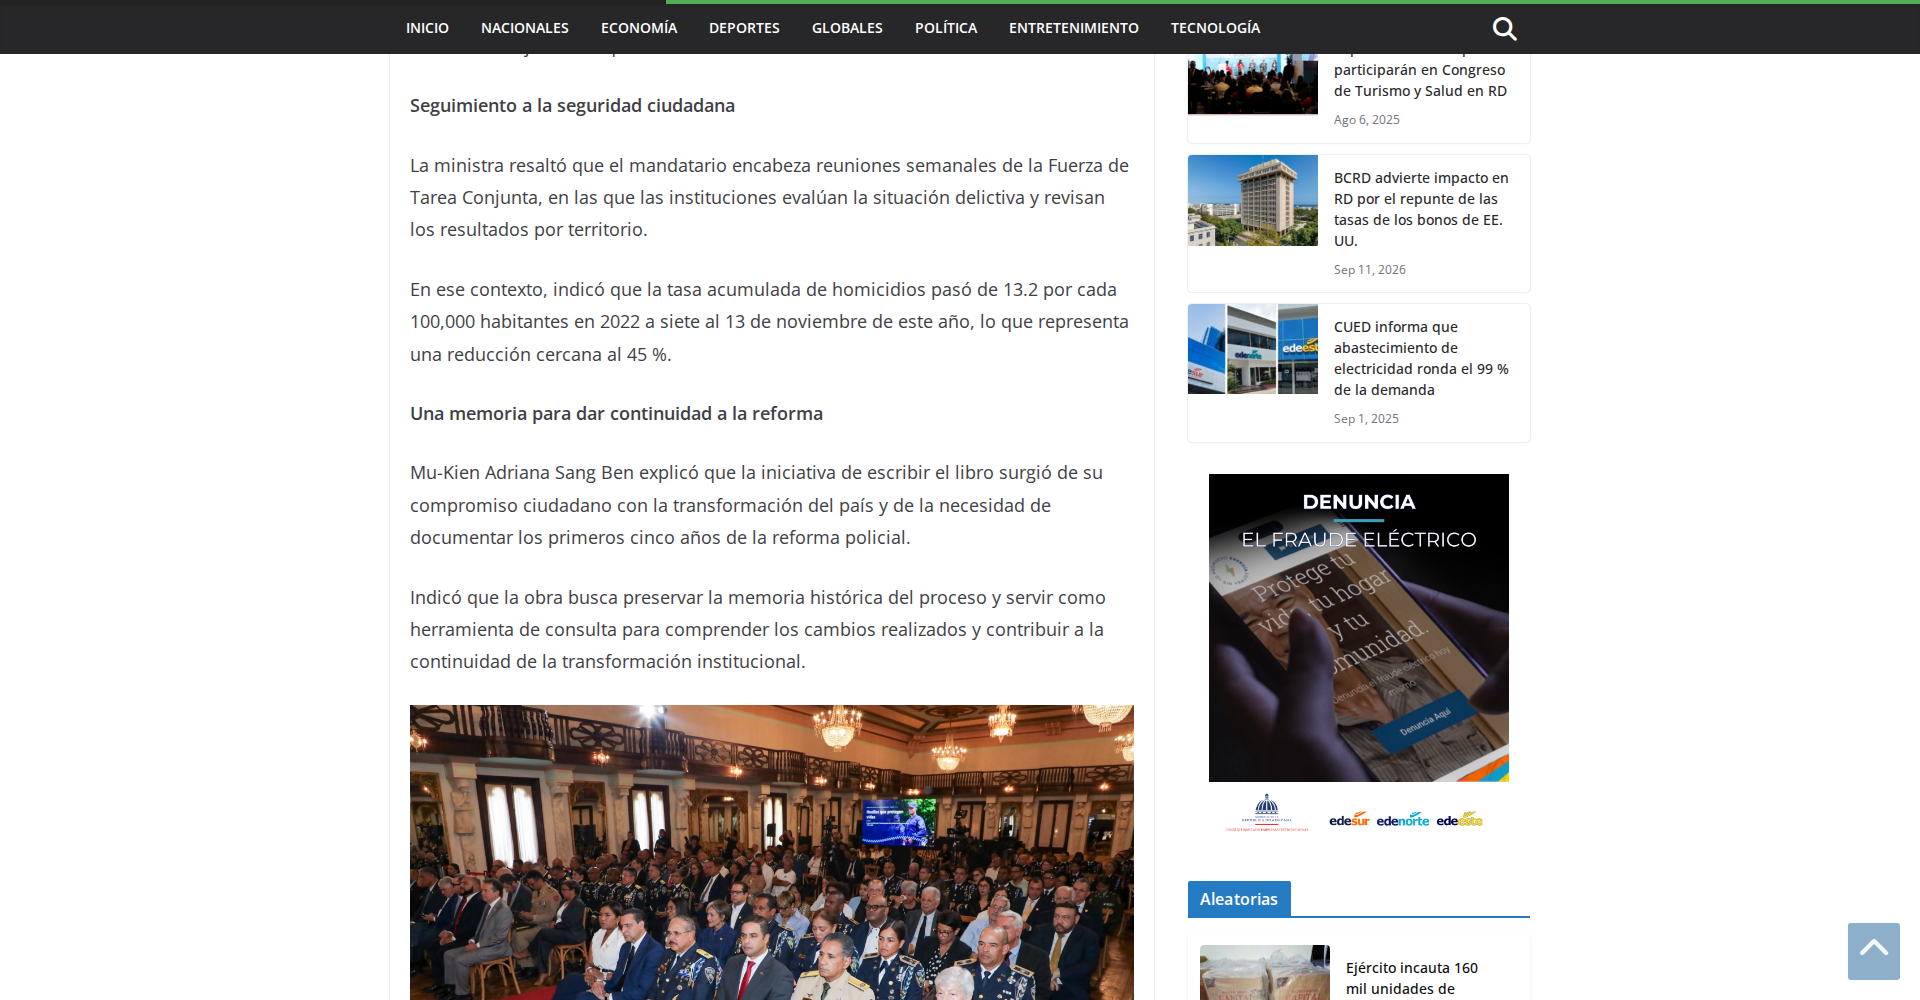 INICIO
NACIONALES
ECONOMÍA
DEPORTES
GLOBALES
POLÍTICA
ENTRETENIMIENTO
TECNOLOGÍA
Seguimiento a la seguridad ciudadana
La ministra resaltó que el mandatario encabeza reuniones semanales de la Fuerza de
Tarea Conjunta, en las que las instituciones evalúan la situación delictiva y revisan
los resultados por territorio.
En ese contexto, indicó que la tasa acumulada de homicidios pasó de 13.2 por cada
100,000 habitantes en 2022 a siete al 13 de noviembre de este año, lo que representa
una reducción cercana al 45 %.
Una memoria para dar continuidad a la reforma
Mu-Kien Adriana Sang Ben explicó que la iniciativa de escribir el libro surgió de su
compromiso ciudadano con la transformación del país y de la necesidad de
documentar los primeros cinco años de la reforma policial.
Indicó que la obra busca preservar la memoria histórica del proceso y servir como
herramienta de consulta para comprender los cambios realizados y contribuir a la
continuidad de la transformación institucional.
participarán en Congreso
de Turismo y Salud en RD
Ago 6, 2025
BCRD advierte impacto en
RD por el repunte de las
tasas de los bonos de EE.
UU.
Sep 11, 2026
edenorte
CUED informa que
abastecimiento de
electricidad ronda el 99 %
de la demanda
Sep 1, 2025
DENUNCIA
EL FRAUDE ELÉCTRICO
Protege tu
vida, tu hogar
y tu
Denuncia el fraude eléctrico hoy
mismo
Denuncia Aquí
edesur edenorte edeeste
Aleatorias
Ejército incauta 160
mil unidades de